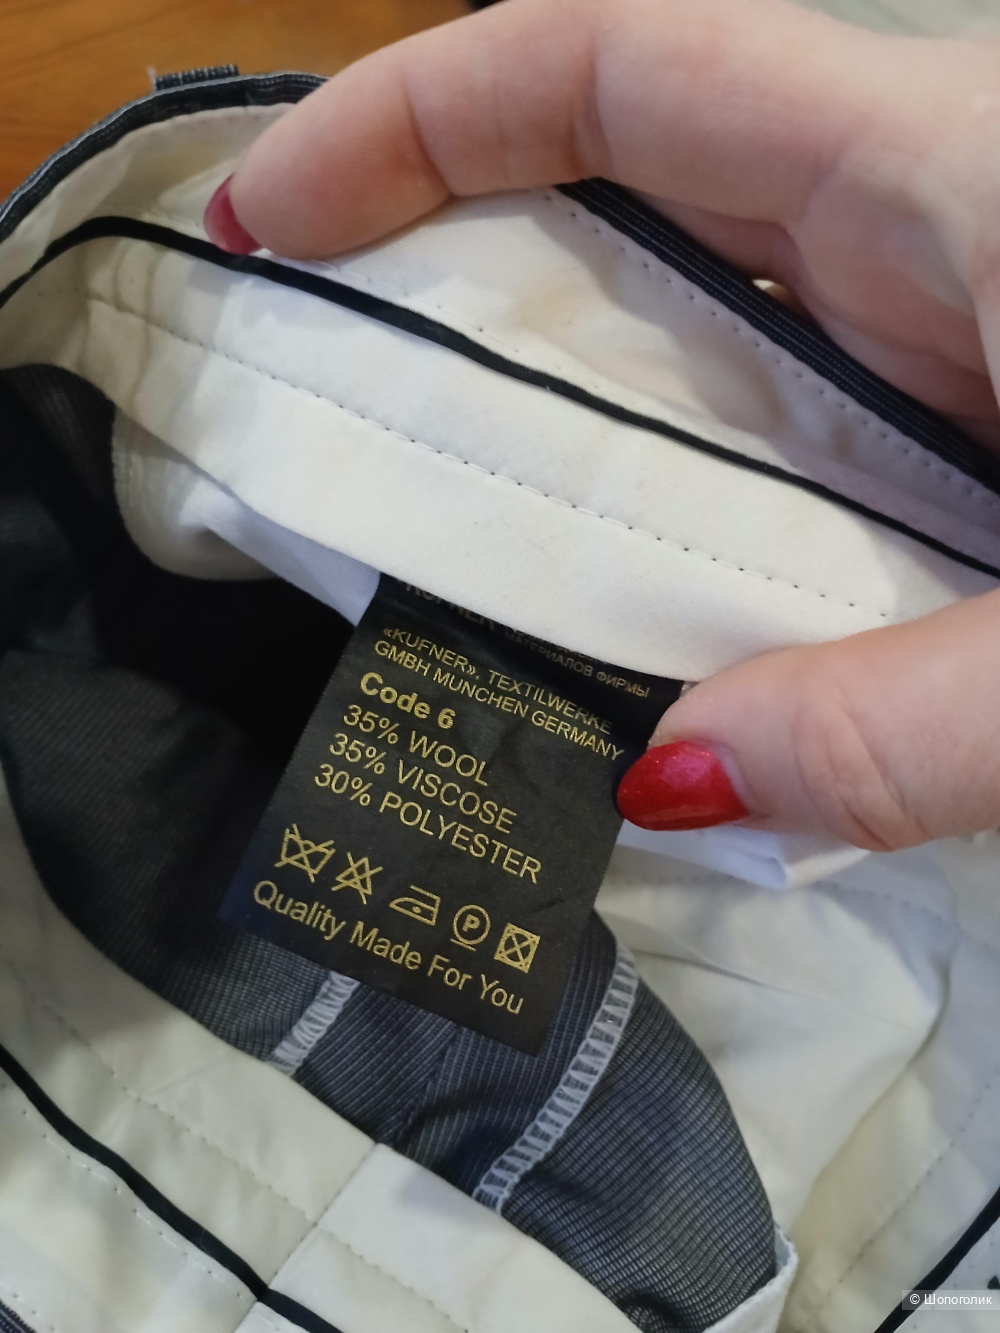 МАТЕРИАЛОВ ФИРМЫ
«KUFNER», TEXTILWERKE
GMBH MUNCHEN GERMANY
Code 6
35% WOOL
35% VISCOSE
30% POLYESTER
P
Quality Made For You
© Шопоголик